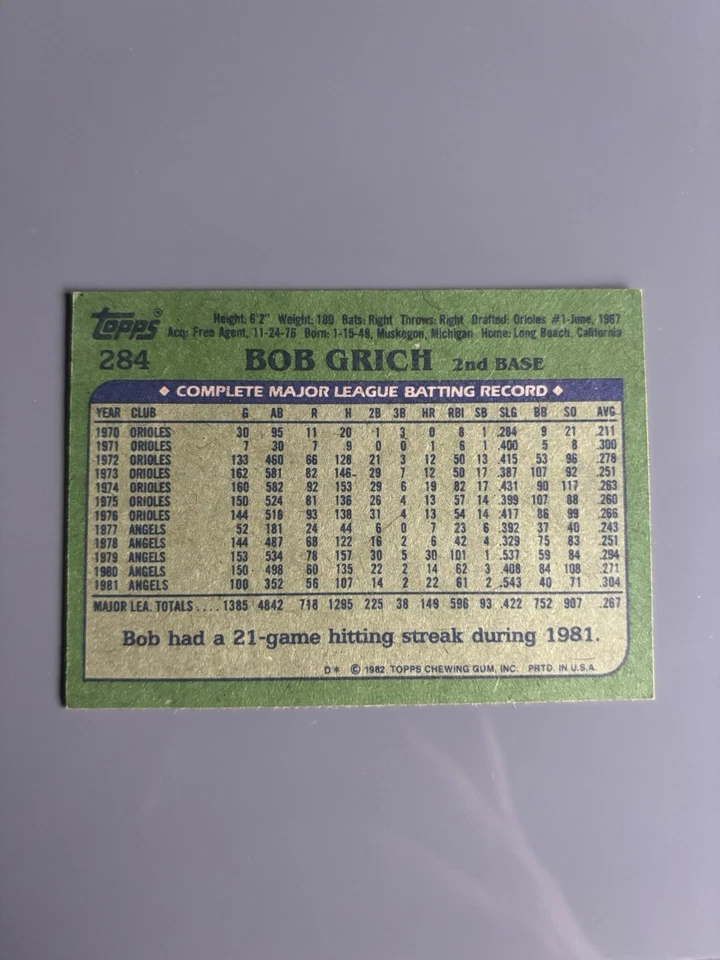 Topps®
Height: 6'2" Weight: 180 Bats: Right Throws: Right Drafted: Orioles #1-June, 1967
Acq: Free Agent, 11-24-76 Born: 1-15-49, Muskegon, Michigan Home: Long Beach, California
284 BOB GRICH 2nd BASE
◆ COMPLETE MAJOR LEAGUE BATTING RECORD ◆
YEAR CLUB G AB R H 2B 3B HR RBI SB SLG BB SO AVG
1970 ORIOLES 30 95 11 20 1 3 0 8 1 .284 9 21 .211
1971 ORIOLES 7 30 7 9 0 0 1 6 1 .400 5 8 .300
1972 ORIOLES 133 460 66 128 21 3 12 50 13 .415 53 96 .278
1973 ORIOLES 162 581 82 146 29 7 12 50 17 .387 107 92 .251
1974 ORIOLES 160 582 92 153 29 6 19 82 17 .431 90 117 .263
1975 ORIOLES 150 524 81 136 26 4 13 57 14 .399 107 88 .260
1976 ORIOLES 144 518 93 138 31 4 13 54 14 .417 86 99 .266
1977 ANGELS 52 181 24 44 6 0 7 23 6 .392 37 40 .243
1978 ANGELS 144 487 68 122 16 2 6 42 4 .329 75 83 .251
1979 ANGELS 153 534 78 157 30 5 30 101 1 .537 59 84 .294
1980 ANGELS 150 498 60 135 22 2 14 62 3 .408 84 108 .271
1981 ANGELS 100 352 56 107 14 2 22 61 2 .543 40 71 .304
MAJOR LEA. TOTALS .... 1385 4842 718 1295 225 38 149 596 93 .422 752 907 .267
Bob had a 21-game hitting streak during 1981.
D* © 1982 TOPPS CHEWING GUM, INC. PRTD. IN U.S.A.